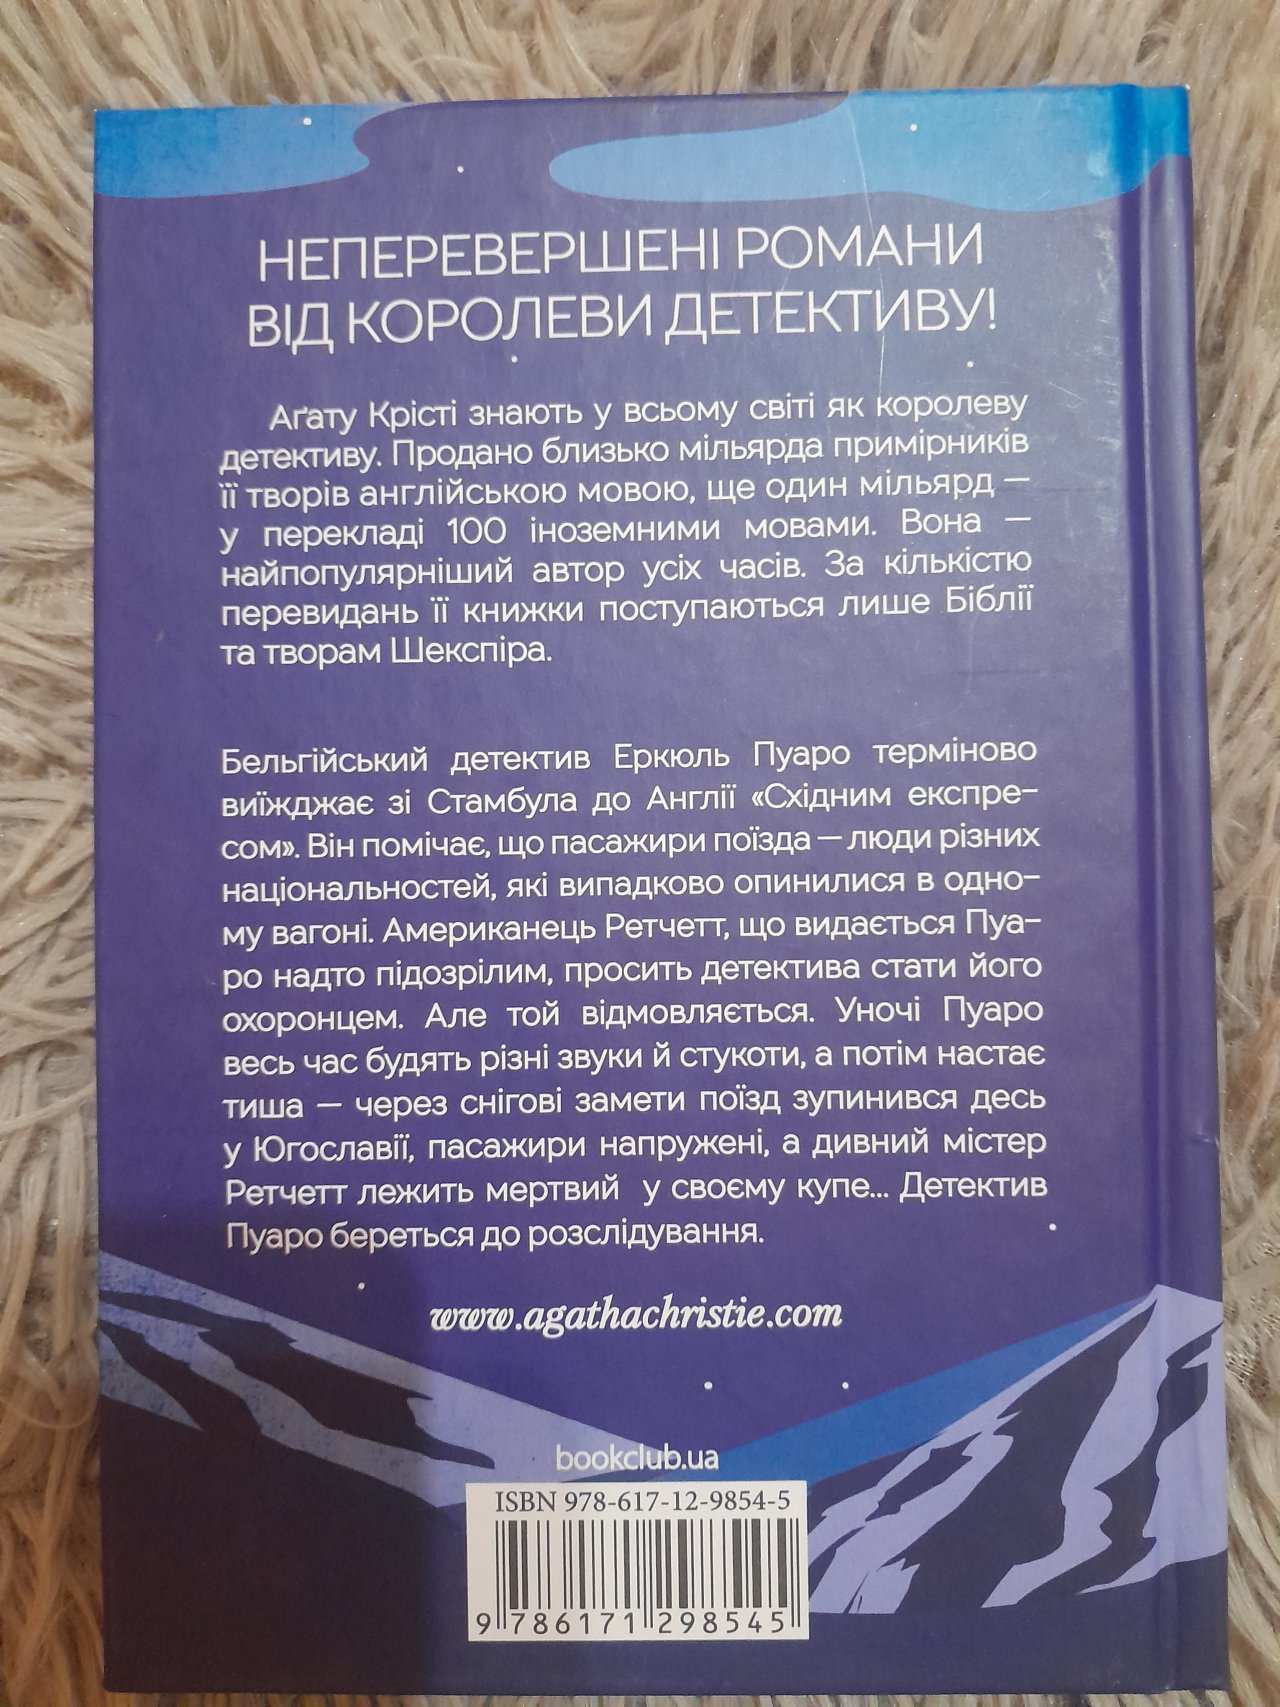 НЕПЕРЕВЕРШЕНІ РОМАНИ
ВІД КОРОЛЕВИ ДЕТЕКТИВУ!
Аґату Крісті знають у всьому світі як королеву
детективу. Продано близько мільярда примірників
її творів англійською мовою, ще один мільярд —
у перекладі 100 іноземними мовами. Вона —
найпопулярніший автор усіх часів. За кількістю
перевидань її книжки поступаються лише Біблії
та творам Шекспіра.
Бельгійський детектив Еркюль Пуаро терміново
виїжджає зі Стамбула до Англії «Східним експре-
сом». Він помічає, що пасажири поїзда — люди різних
національностей, які випадково опинилися в одно-
му вагоні. Американець Ретчетт, що видається Пуа-
ро надто підозрілим, просить детектива стати його
охоронцем. Але той відмовляється. Уночі Пуаро
весь час будять різні звуки й стукоти, а потім настає
тиша — через снігові замети поїзд зупинився десь
у Югославії, пасажири напружені, а дивний містер
Ретчетт лежить мертвий у своєму купе... Детектив
Пуаро береться до розслідування.
www.agathachristie.com
bookclub.ua
ISBN 978-617-12-9854-5
9 786171 298545